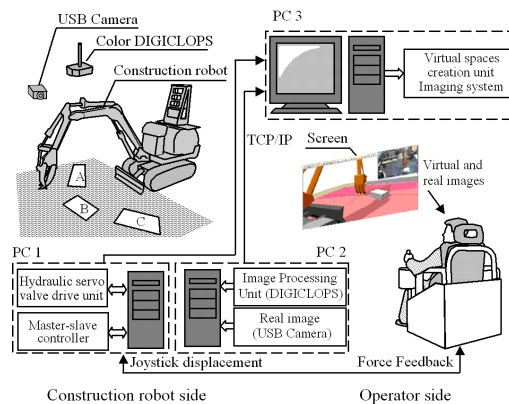 USB Camera
Color DIGICLOPS
Construction robot
A
B
C
PC 3
Virtual spaces
creation unit
Imaging system
TCP/IP
Screen
Virtual and
real images
PC 1
Hydraulic servo
valve drive unit
Master-slave
controller
PC 2
Image Processing
Unit (DIGICLOPS)
Real image
(USB Camera)
Joystick displacement
Force Feedback
Construction robot side
Operator side